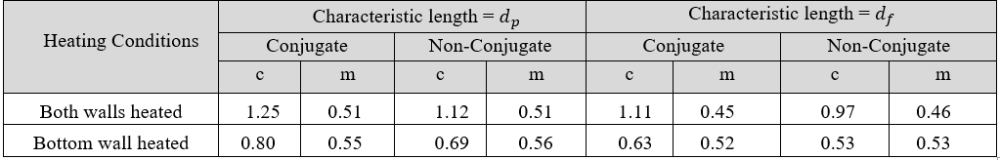 Heating Conditions Characteristic length = d_p Characteristic length = d_f
Conjugate Non-Conjugate Conjugate Non-Conjugate
c m c m c m c m
Both walls heated 1.25 0.51 1.12 0.51 1.11 0.45 0.97 0.46
Bottom wall heated 0.80 0.55 0.69 0.56 0.63 0.52 0.53 0.53